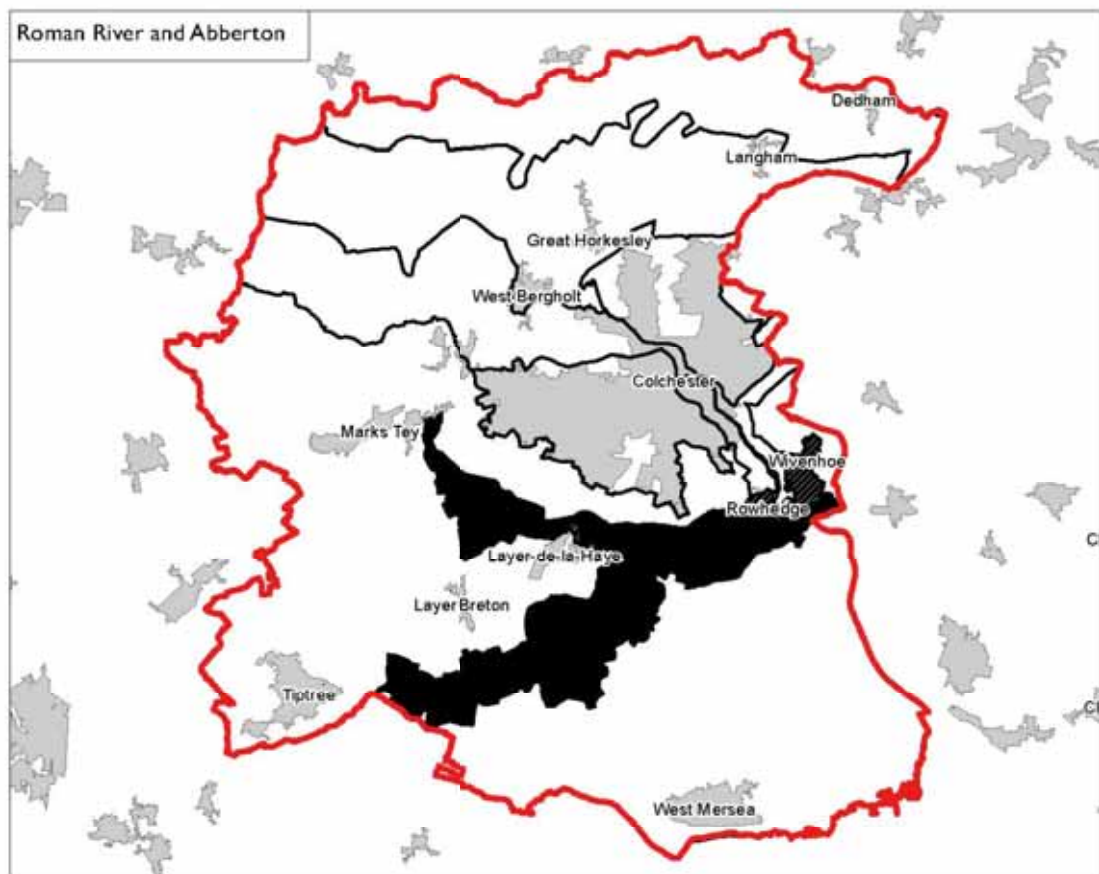 Roman River and Abberton
Dedham
Langham
Great Horkesley
West Bergholt
Colchester
Marks Tey
Wivenhoe
Rowhedge
Layer-de-la-Haye
Layer Breton
Tiptree
West Mersea